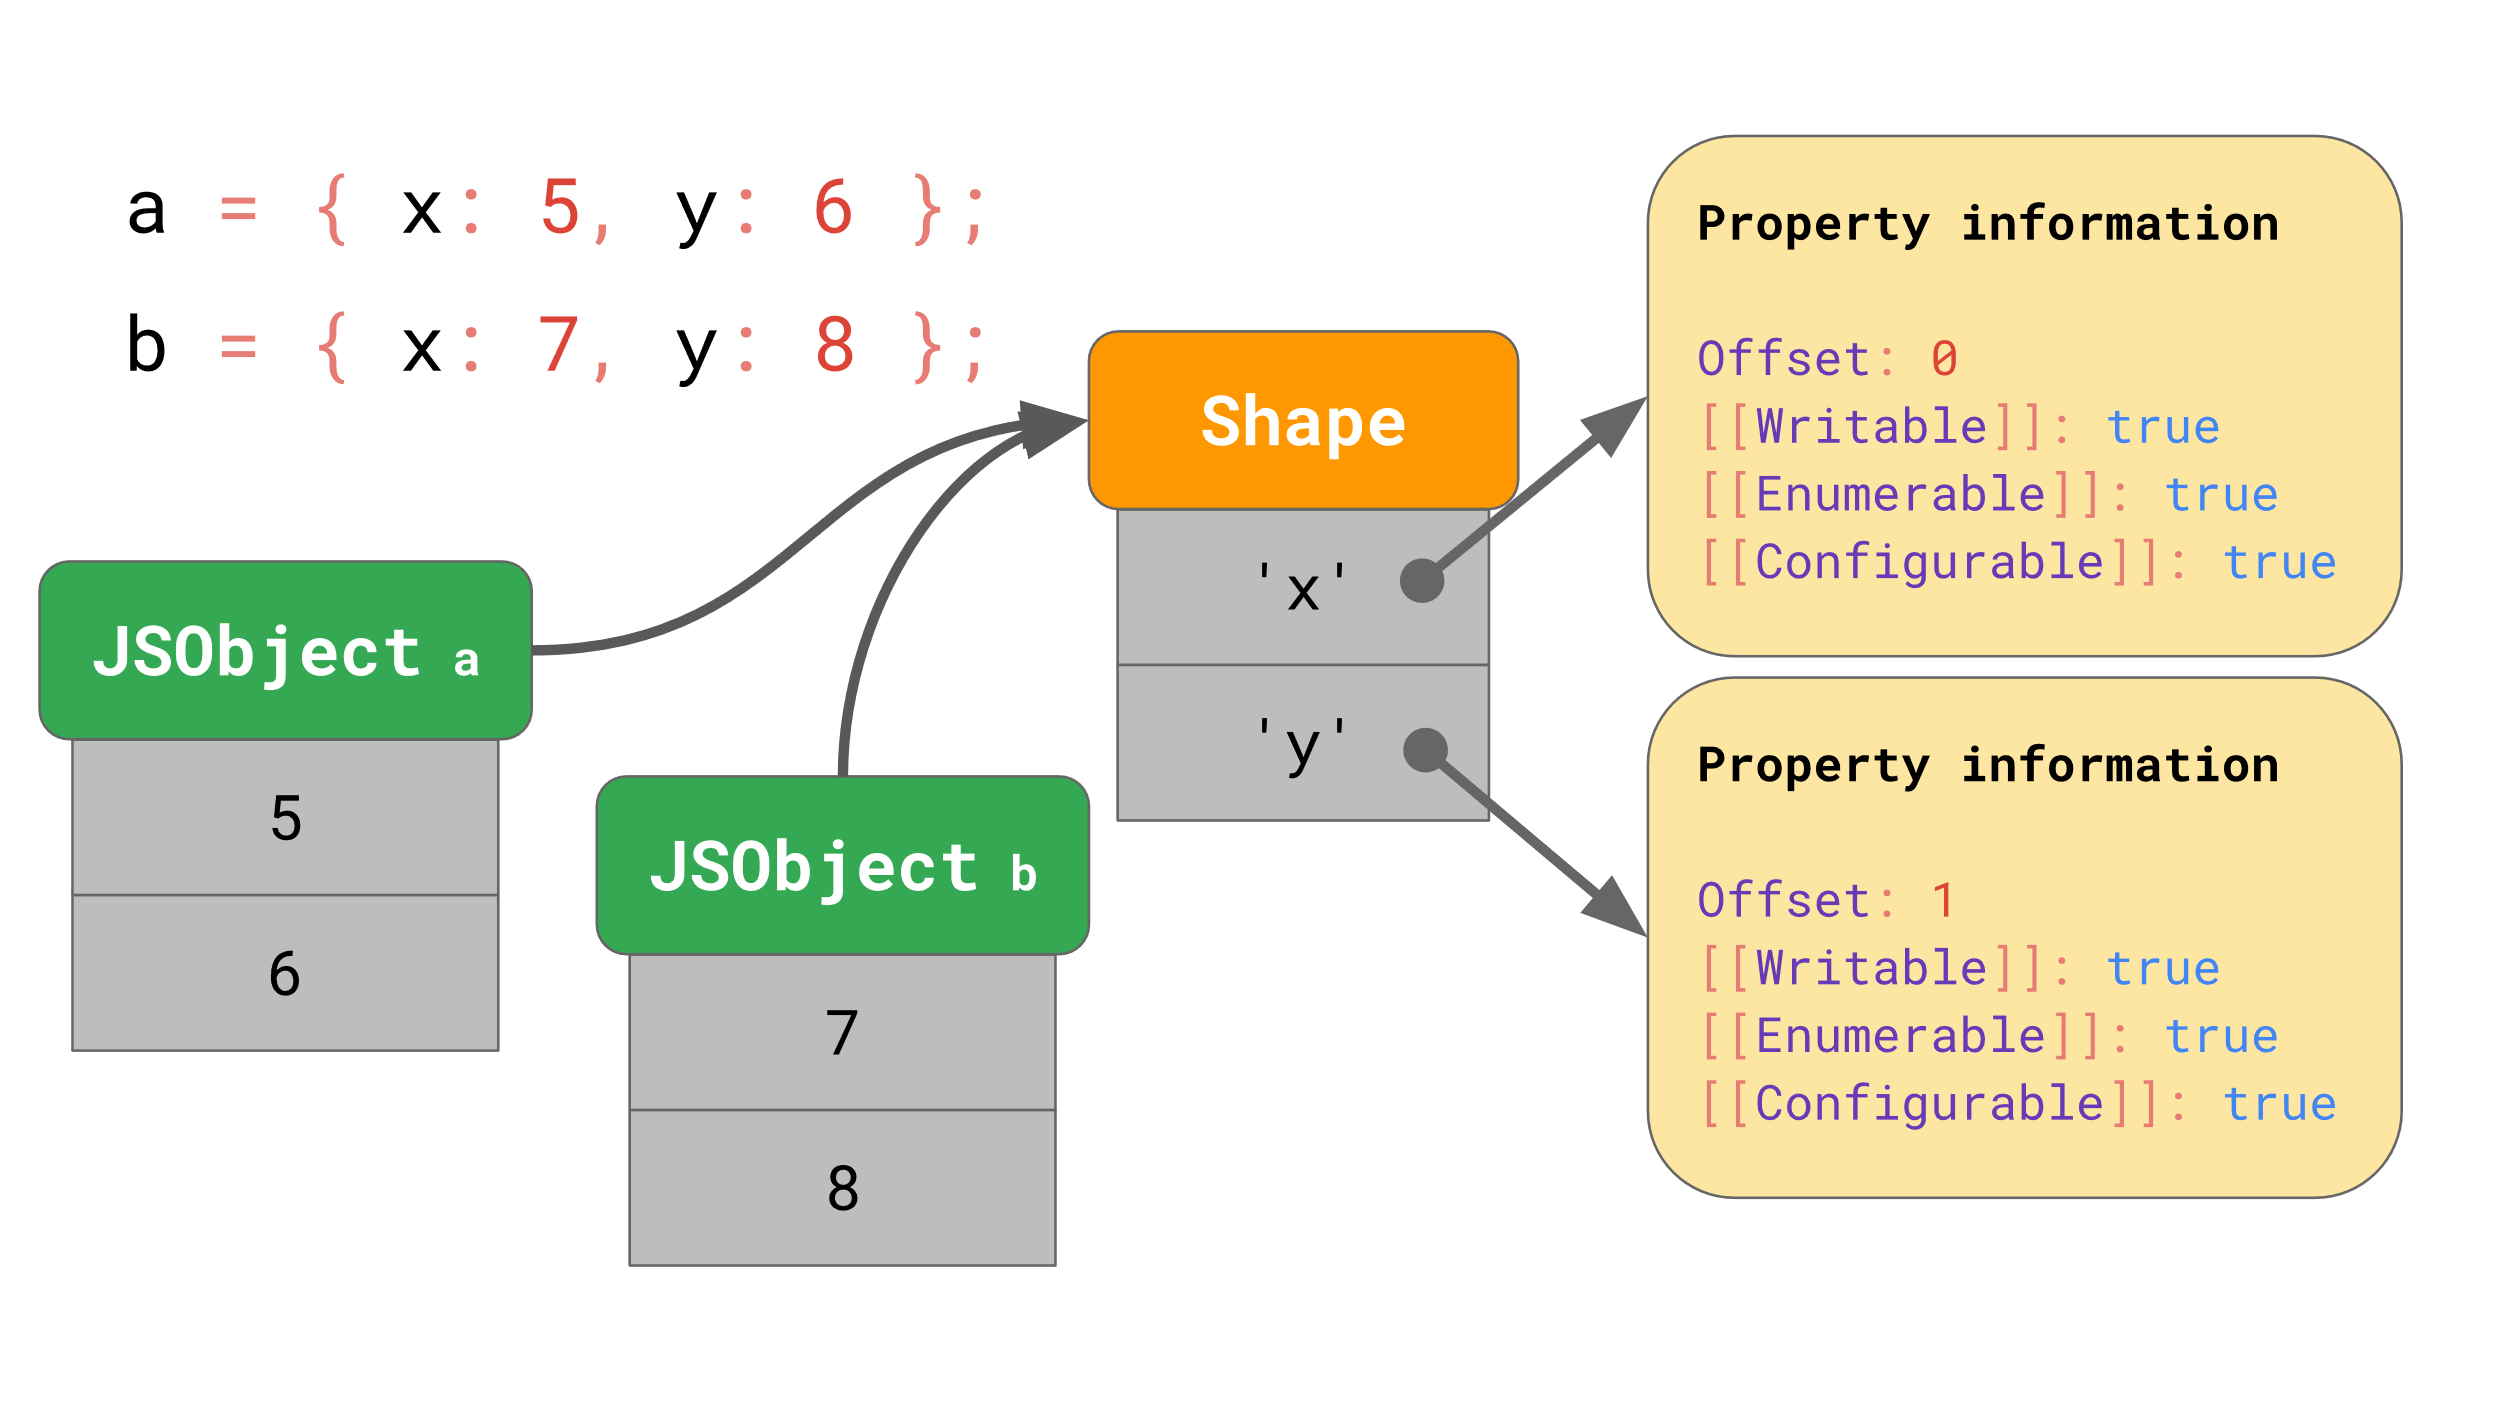 a = { x: 5, y: 6 };
b = { x: 7, y: 8 };
JSObject a
5
6
JSObject b
7
8
Shape
'x'
'y'
Property information
Offset: 0
[[Writable]]: true
[[Enumerable]]: true
[[Configurable]]: true
Property information
Offset: 1
[[Writable]]: true
[[Enumerable]]: true
[[Configurable]]: true